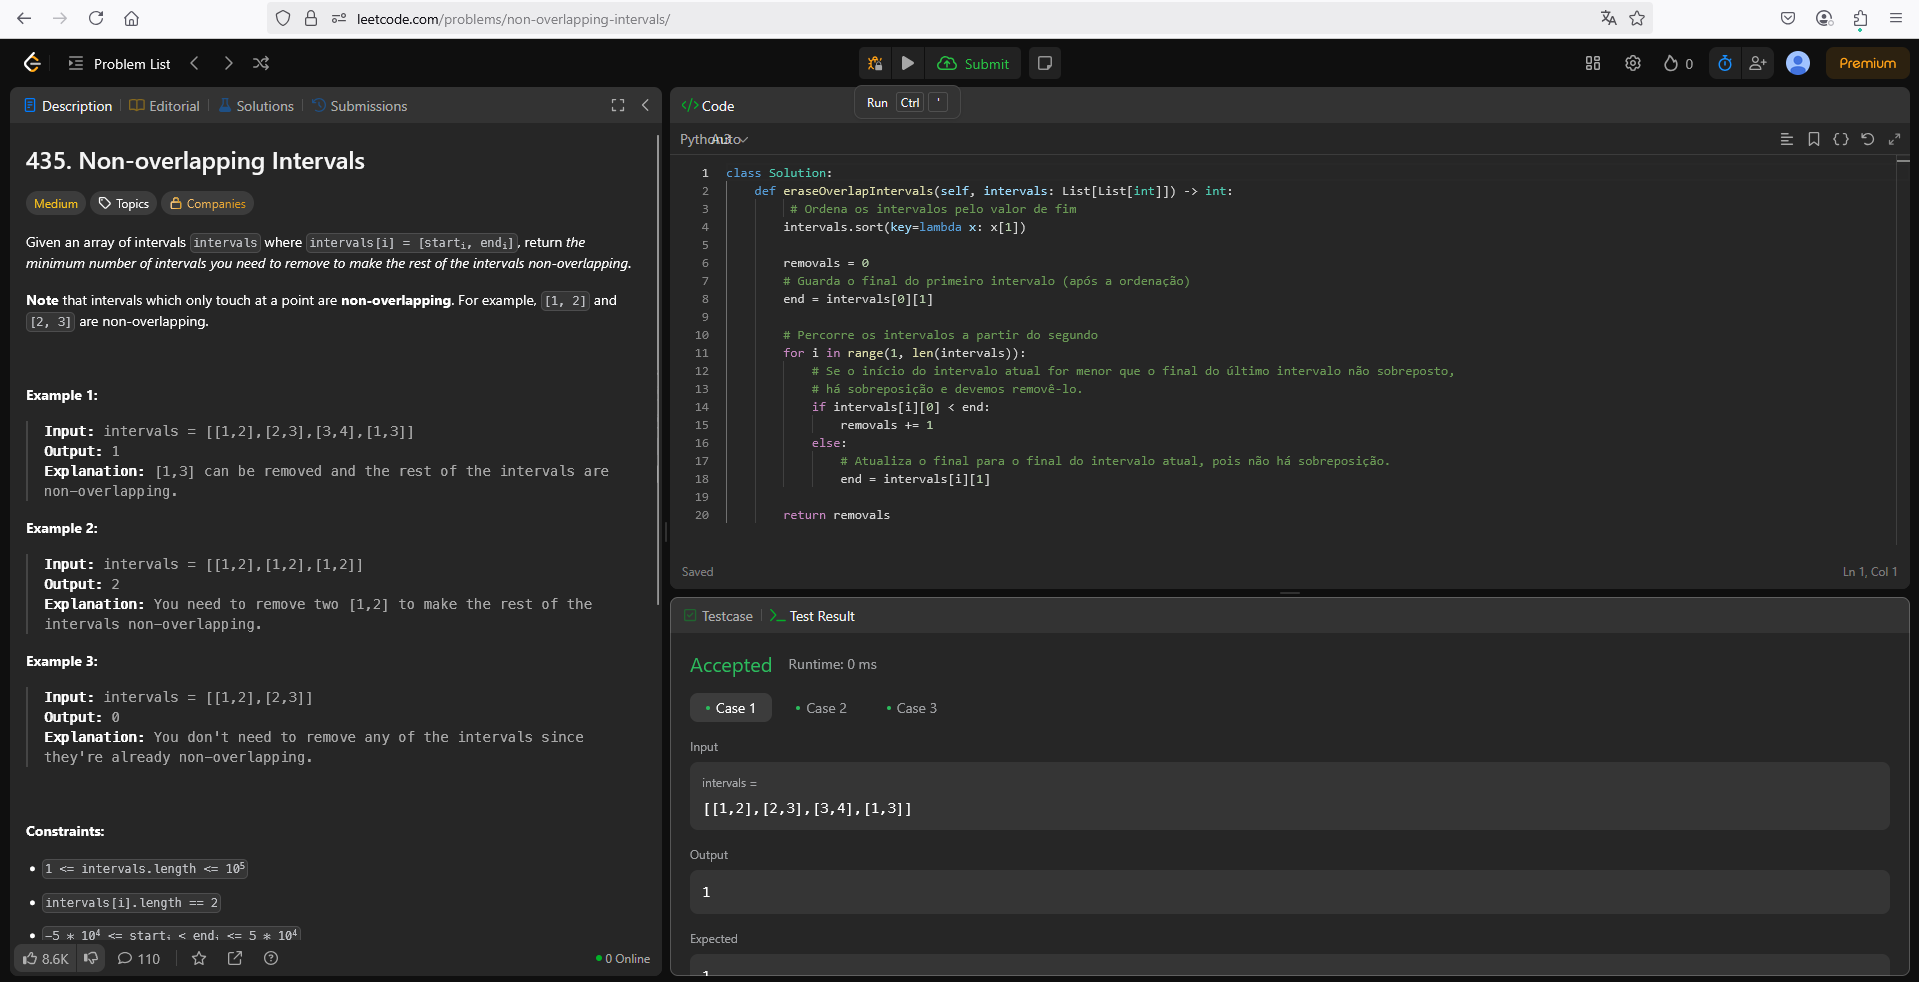 leetcode.com/problems/non-overlapping-intervals/
Problem List
Submit
0
Premium
Description
Editorial
Solutions
Submissions
435. Non-overlapping Intervals
Medium
Topics
Companies
Given an array of intervals intervals where intervals[i] = [starti, endi], return the
minimum number of intervals you need to remove to make the rest of the intervals non-overlapping.
Note that intervals which only touch at a point are non-overlapping. For example, [1, 2] and
[2, 3] are non-overlapping.
Example 1:
Input: intervals = [[1,2],[2,3],[3,4],[1,3]]
Output: 1
Explanation: [1,3] can be removed and the rest of the intervals are
non-overlapping.
Example 2:
Input: intervals = [[1,2],[1,2],[1,2]]
Output: 2
Explanation: You need to remove two [1,2] to make the rest of the
intervals non-overlapping.
Example 3:
Input: intervals = [[1,2],[2,3]]
Output: 0
Explanation: You don't need to remove any of the intervals since
they're already non-overlapping.
Constraints:
1 <= intervals.length <= 10^5
intervals[i].length == 2
-5 * 10^4 <= starti < endi <= 5 * 10^4
8.6K
110
0 Online
</>Code
Run Ctrl '
Python3
Auto
1 class Solution:
2     def eraseOverlapIntervals(self, intervals: List[List[int]]) -> int:
3          # Ordena os intervalos pelo valor de fim
4         intervals.sort(key=lambda x: x[1])
5
6         removals = 0
7         # Guarda o final do primeiro intervalo (após a ordenação)
8         end = intervals[0][1]
9
10         # Percorre os intervalos a partir do segundo
11         for i in range(1, len(intervals)):
12             # Se o início do intervalo atual for menor que o final do último intervalo não sobreposto,
13             # há sobreposição e devemos removê-lo.
14             if intervals[i][0] < end:
15                 removals += 1
16             else:
17                 # Atualiza o final para o final do intervalo atual, pois não há sobreposição.
18                 end = intervals[i][1]
19
20         return removals
Saved
Ln 1, Col 1
Testcase
Test Result
Accepted
Runtime: 0 ms
Case 1
Case 2
Case 3
Input
intervals =
[[1,2],[2,3],[3,4],[1,3]]
Output
1
Expected
1